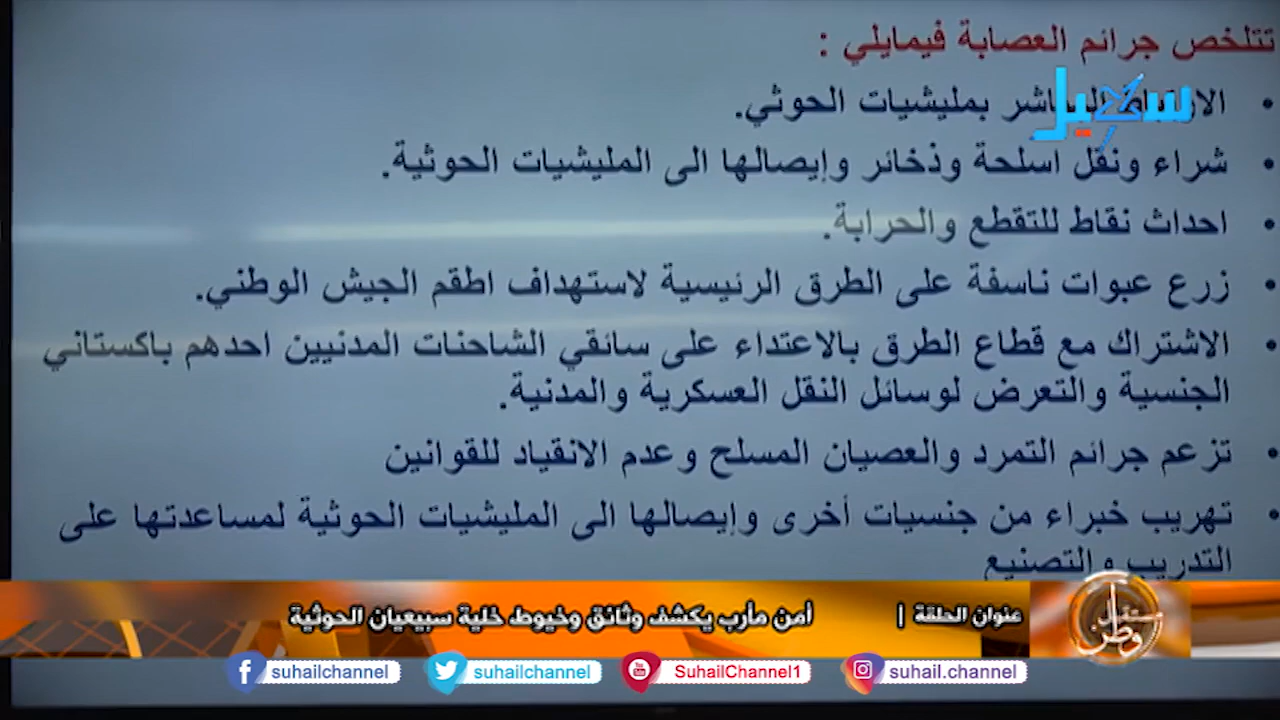 تتلخص جرائم العصابة فيمايلي :
سهيل
• الارتباط المباشر بمليشيات الحوثي.
• شراء ونقل اسلحة وذخائر وإيصالها الى المليشيات الحوثية.
• احداث نقاط للتقطع والحرابة.
• زرع عبوات ناسفة على الطرق الرئيسية لاستهداف اطقم الجيش الوطني.
• الاشتراك مع قطاع الطرق بالاعتداء على سائقي الشاحنات المدنيين احدهم باكستاني
الجنسية والتعرض لوسائل النقل العسكرية والمدنية.
• تزعم جرائم التمرد والعصيان المسلح وعدم الانقياد للقوانين
• تهريب خبراء من جنسيات أخرى وإيصالها الى المليشيات الحوثية لمساعدتها على
التدريب والتصنيع
عنوان الحلقة | أمن مأرب يكشف وثائق وخيوط خلية سبيعيان الحوثية
suhailchannel suhailchannel SuhailChannel1 suhail.channel